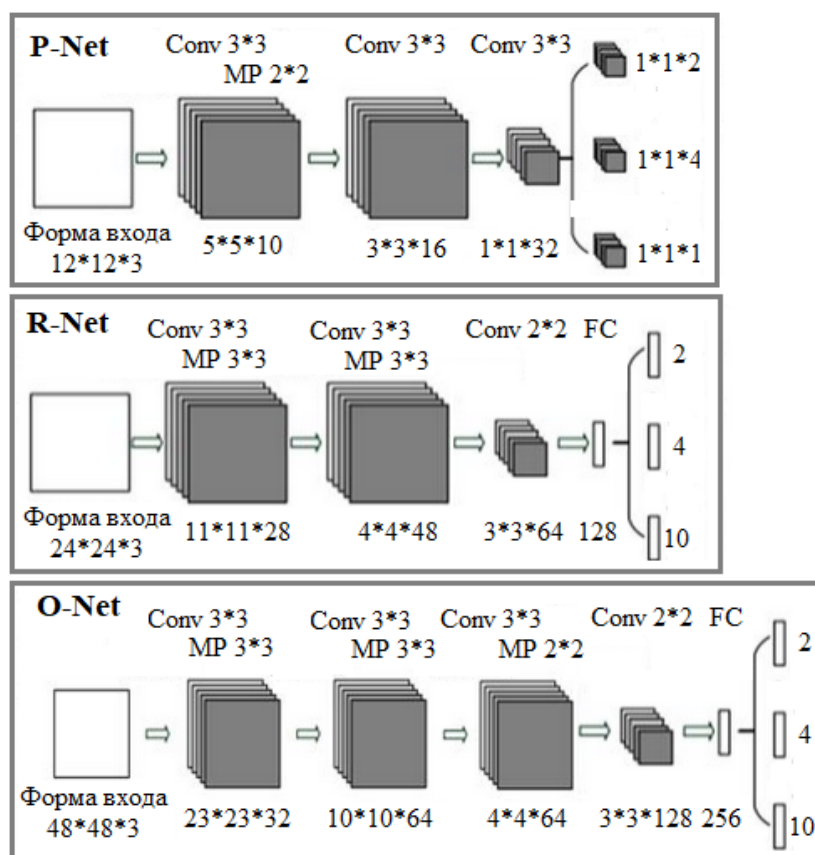 P-Net
Conv 3*3
MP 2*2
Conv 3*3
Conv 3*3
1*1*2
1*1*4
1*1*1
Форма входа
12*12*3
5*5*10
3*3*16
1*1*32
R-Net
Conv 3*3
MP 3*3
Conv 3*3
MP 3*3
Conv 2*2
FC
2
4
10
Форма входа
24*24*3
11*11*28
4*4*48
3*3*64
128
O-Net
Conv 3*3
MP 3*3
Conv 3*3
MP 3*3
Conv 3*3
MP 2*2
Conv 2*2
FC
2
4
10
Форма входа
48*48*3
23*23*32
10*10*64
4*4*64
3*3*128
256